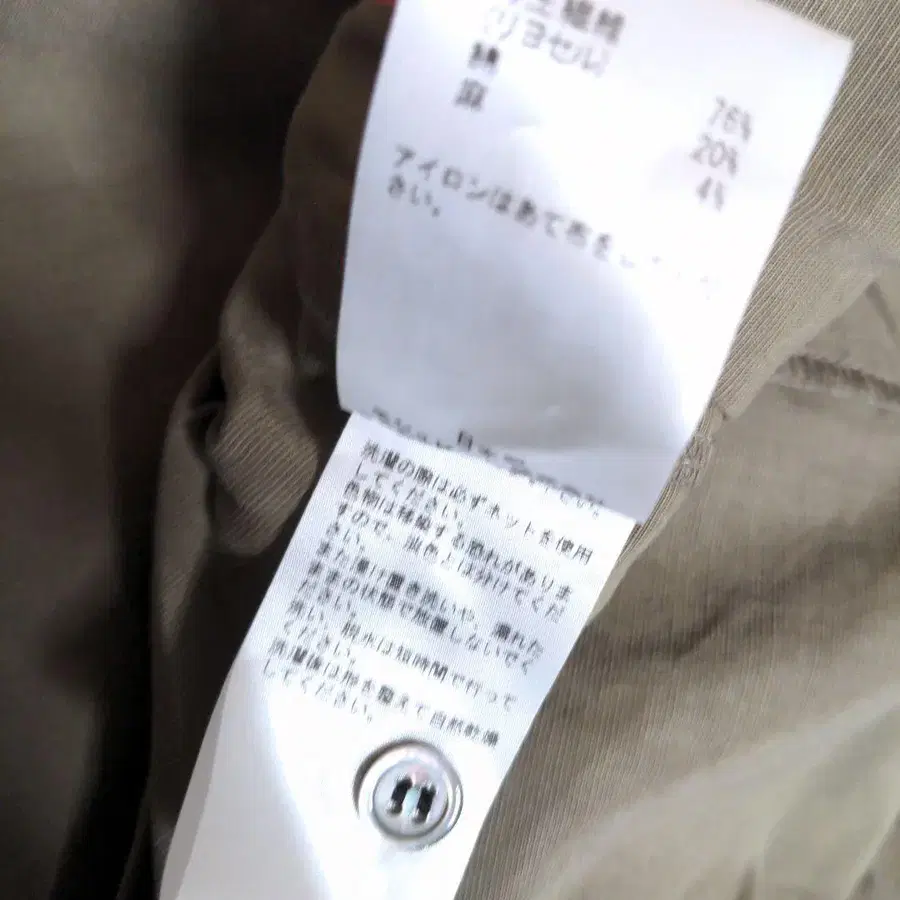 (リヨセル) 76%
綿 20%
麻 4%
アイロンはあて布を
さい。
洗濯の際は必ずネットを使用
してください。
色物は移染する恐れがありま
すので、淡色とは分けてくだ
さい。
また、漬け置き洗いや、濡れた
ままの状態で放置しないでく
ださい。脱水は短時間で行って
ください。
洗濯後は形を整えて自然乾燥
してください。